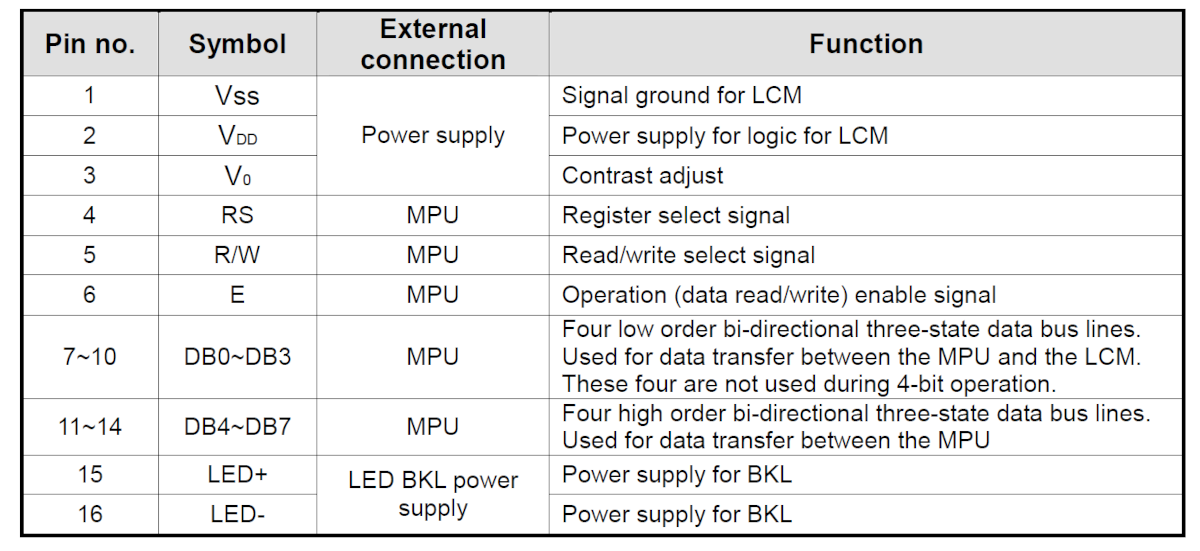 Pin no. Symbol External connection Function
1 Vss Power supply Signal ground for LCM
2 VDD Power supply for logic for LCM
3 V0 Contrast adjust
4 RS MPU Register select signal
5 R/W MPU Read/write select signal
6 E MPU Operation (data read/write) enable signal
7~10 DB0~DB3 MPU Four low order bi-directional three-state data bus lines.
Used for data transfer between the MPU and the LCM.
These four are not used during 4-bit operation.
11~14 DB4~DB7 MPU Four high order bi-directional three-state data bus lines.
Used for data transfer between the MPU
15 LED+ LED BKL power supply Power supply for BKL
16 LED- Power supply for BKL